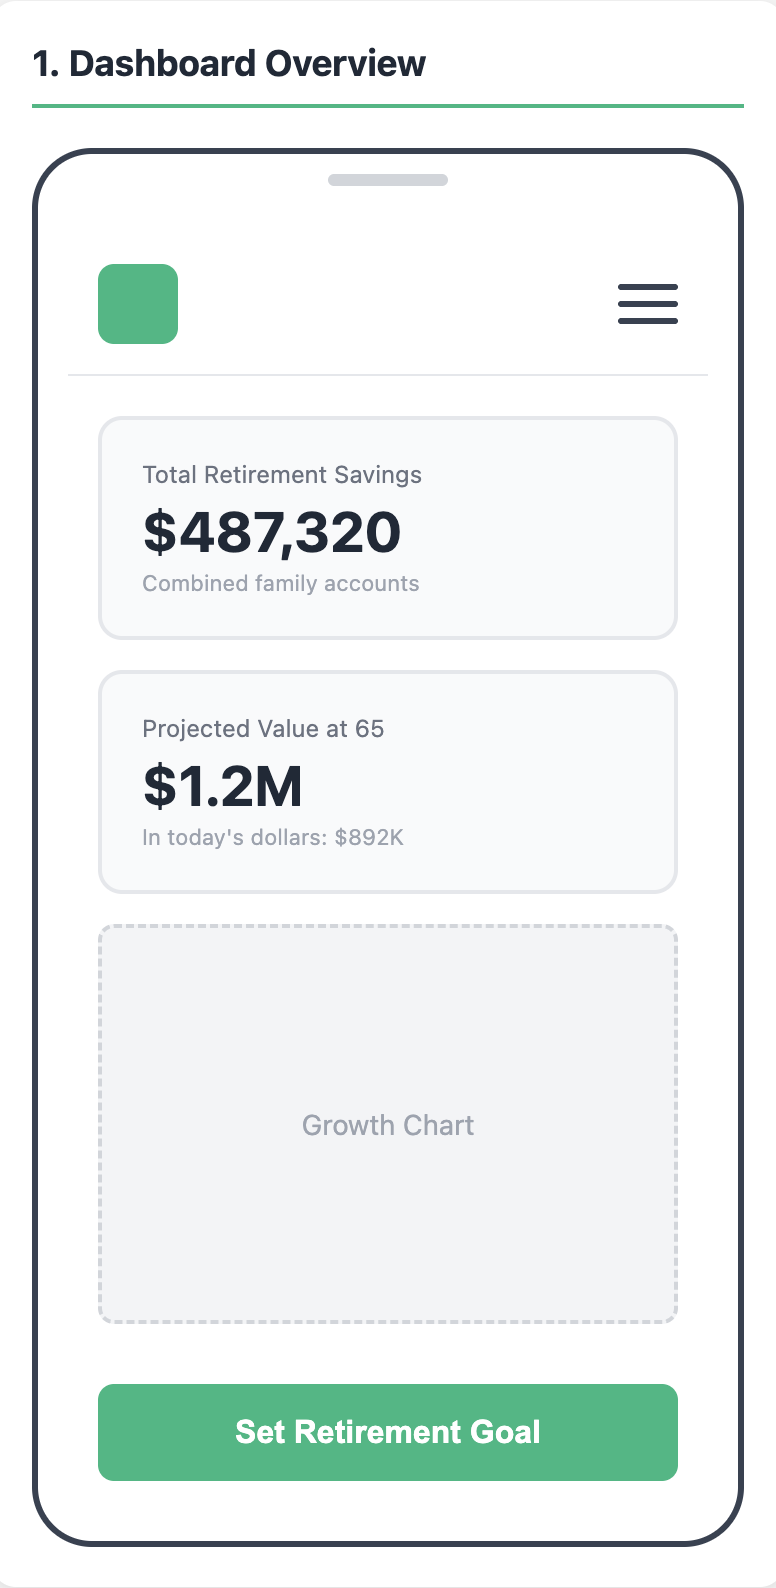 1. Dashboard Overview
Total Retirement Savings
$487,320
Combined family accounts
Projected Value at 65
$1.2M
In today's dollars: $892K
Growth Chart
Set Retirement Goal